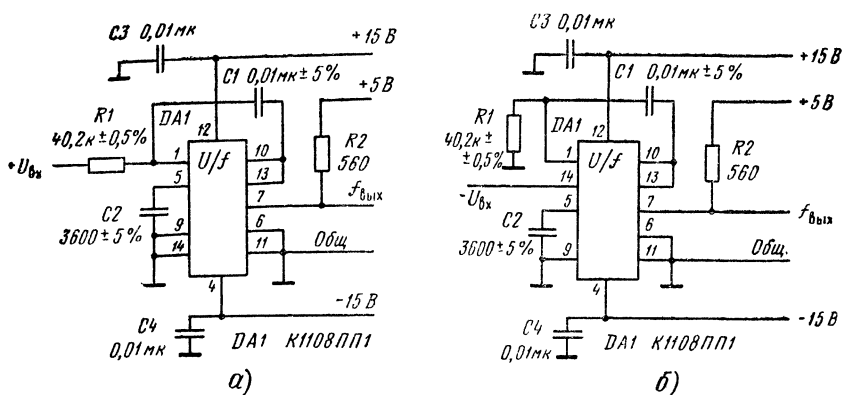 C3 0,01мк
+15 В
C1 0,01мк ± 5 %
+5 В
R1
40,2к ± 0,5%
DA1
12
R2
560
+Uвх
1
U/f
10
13
5
7
fвых
C2
3600 ± 5 %
9
14
6
11
Общ
4
-15 В
C4
0,01мк
DA1 К1108ПП1
а)
C3 0,01мк
+15В
C1 0,01мк ± 5 %
+5 В
R1
40,2к ±
± 0,5%
DA1
12
R2
560
1
U/f
10
13
14
-Uвх
5
7
fвых
C2
3600 ± 5 %
9
6
11
Общ.
4
-15 В
C4
0,01мк
DA1 К1108ПП1
б)